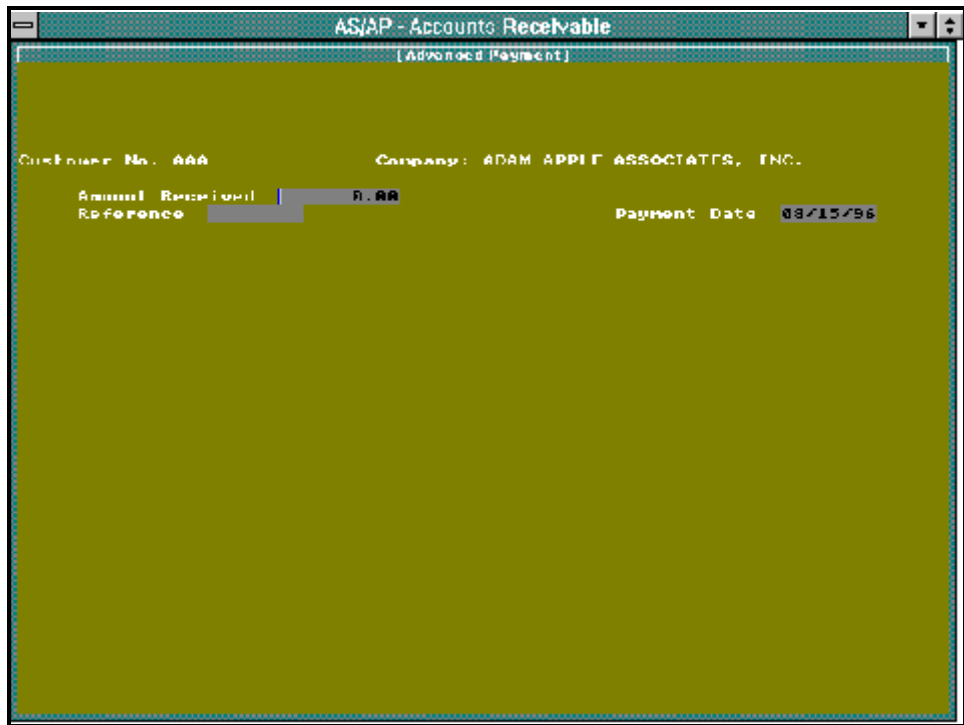 AS/AP - Accounts Receivable
[Advanced Payment]
Customer No. AAA Company: ADAM APPLE ASSOCIATES, INC.
Amount Received 0.00
Reference Payment Date 08/15/96